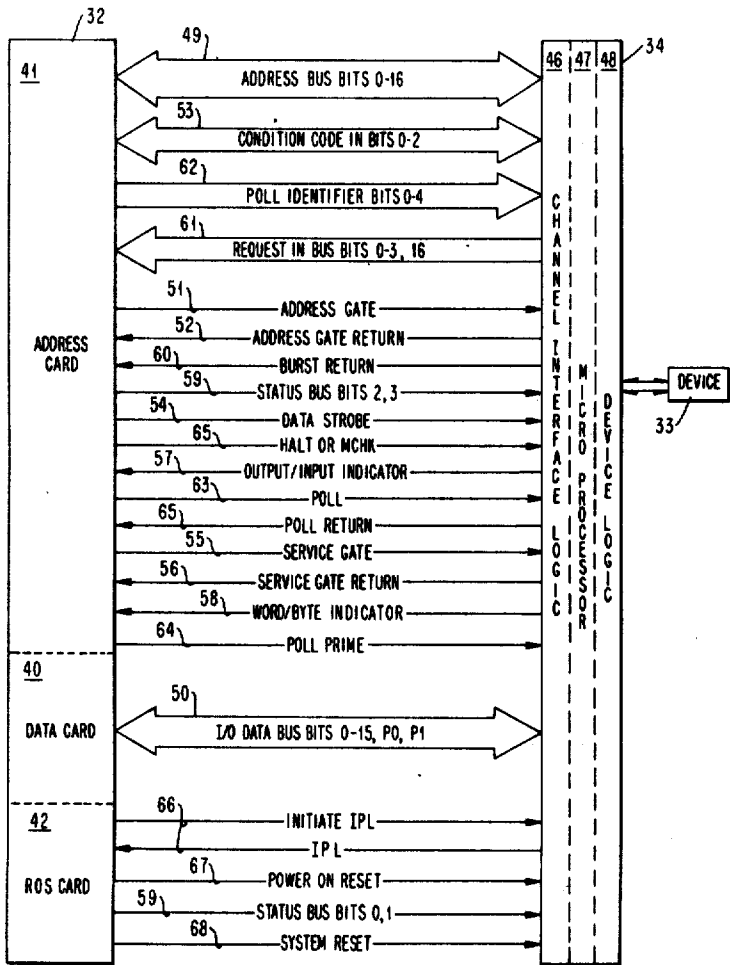 32
49
34
41
46
47
48
ADDRESS BUS BITS 0-16
53
CONDITION CODE IN BITS 0-2
62
POLL IDENTIFIER BITS 0-4
61
REQUEST IN BUS BITS 0-3, 16
51
ADDRESS GATE
52
ADDRESS GATE RETURN
ADDRESS
CARD
60
BURST RETURN
59
STATUS BUS BITS 2, 3
54
DATA STROBE
65
HALT OR MCHK
57
OUTPUT/INPUT INDICATOR
63
POLL
65
POLL RETURN
55
SERVICE GATE
56
SERVICE GATE RETURN
58
WORD/BYTE INDICATOR
64
POLL PRIME
CHANNEL INTERFACE LOGIC
MICRO PROCESSOR
DEVICE LOGIC
DEVICE
33
40
DATA CARD
50
I/O DATA BUS BITS 0-15, P0, P1
42
ROS CARD
66
INITIATE IPL
IPL
67
POWER ON RESET
59
STATUS BUS BITS 0, 1
68
SYSTEM RESET